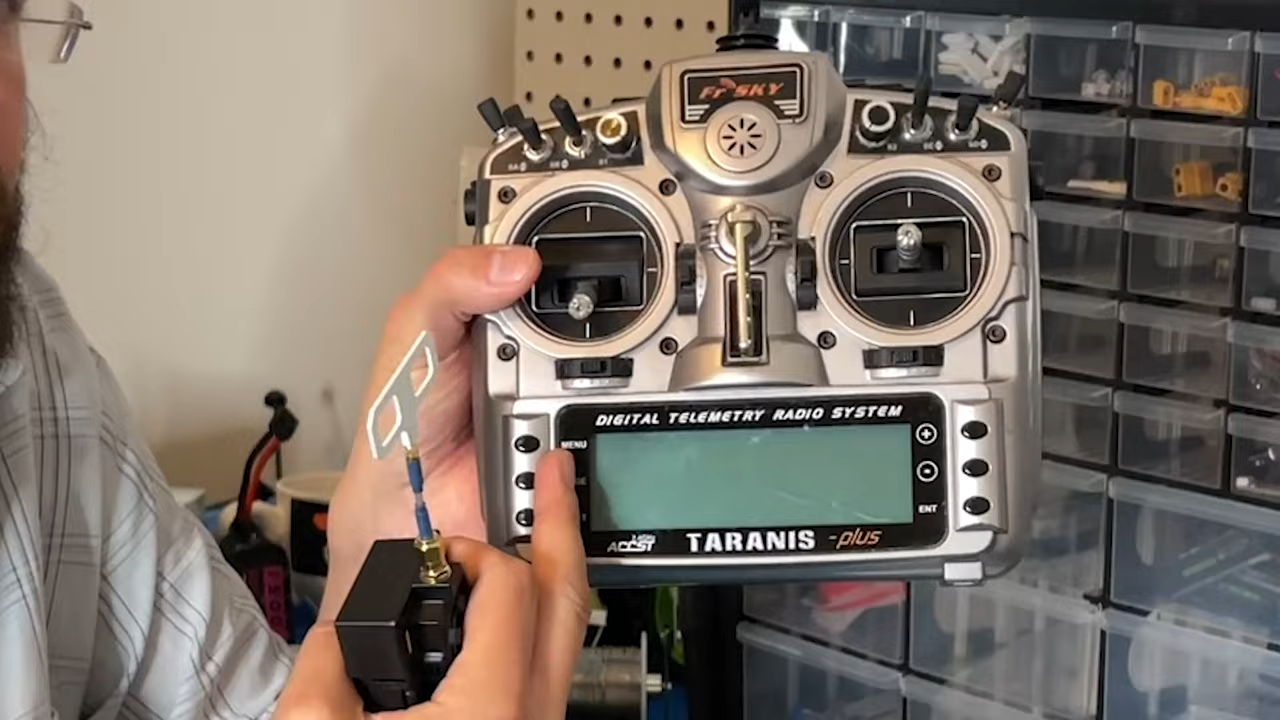 FrSKY
DIGITAL TELEMETRY RADIO SYSTEM
MENU
ENT
ACCST
TARANIS -plus